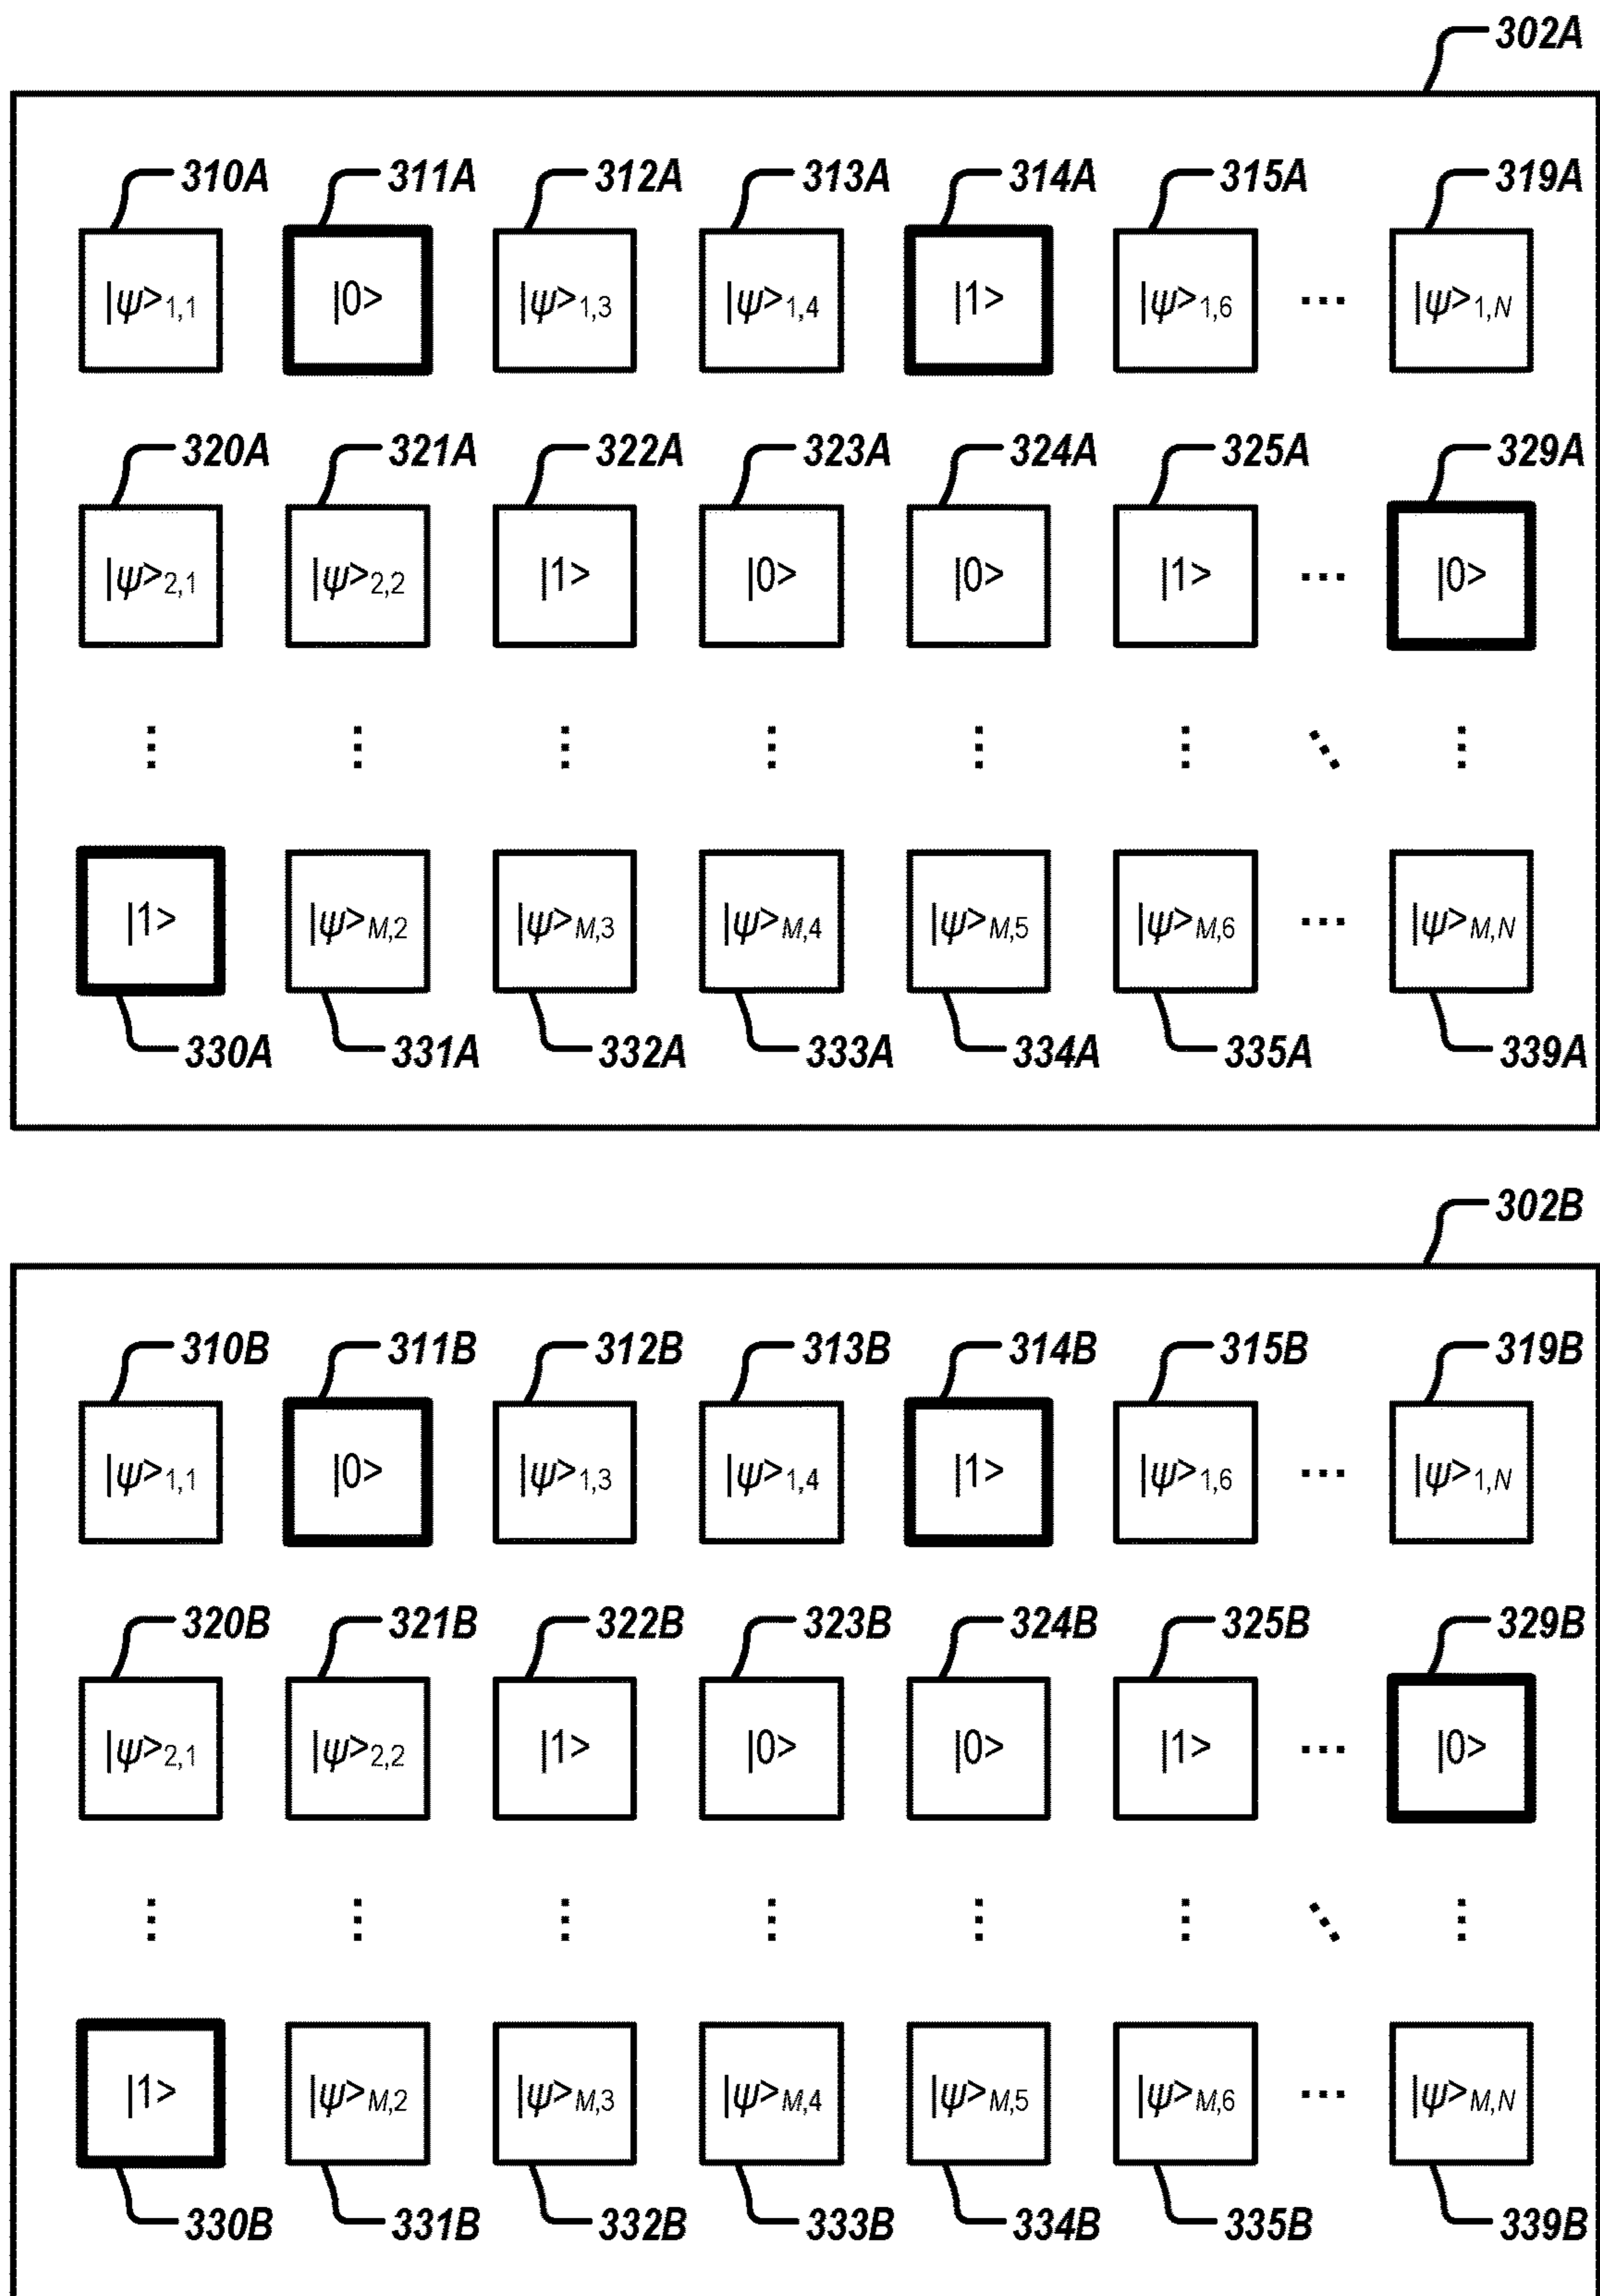 302A
310A 311A 312A 313A 314A 315A 319A
|ψ>1,1 |0> |ψ>1,3 |ψ>1,4 |1> |ψ>1,6 ... |ψ>1,N
320A 321A 322A 323A 324A 325A 329A
|ψ>2,1 |ψ>2,2 |1> |0> |0> |1> ... |0>
|1> |ψ>M,2 |ψ>M,3 |ψ>M,4 |ψ>M,5 |ψ>M,6 ... |ψ>M,N
330A 331A 332A 333A 334A 335A 339A
302B
310B 311B 312B 313B 314B 315B 319B
|ψ>1,1 |0> |ψ>1,3 |ψ>1,4 |1> |ψ>1,6 ... |ψ>1,N
320B 321B 322B 323B 324B 325B 329B
|ψ>2,1 |ψ>2,2 |1> |0> |0> |1> ... |0>
|1> |ψ>M,2 |ψ>M,3 |ψ>M,4 |ψ>M,5 |ψ>M,6 ... |ψ>M,N
330B 331B 332B 333B 334B 335B 339B